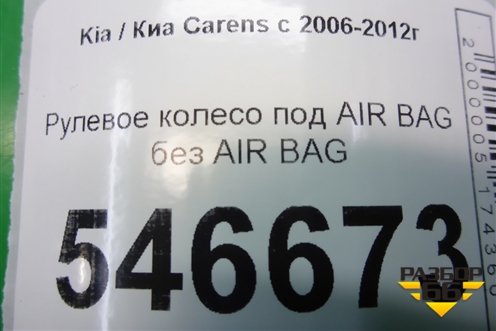 Kia / Киа Carens с 2006-2012г
Рулевое колесо под AIR BAG
без AIR BAG
546673
РАЗБОР
66